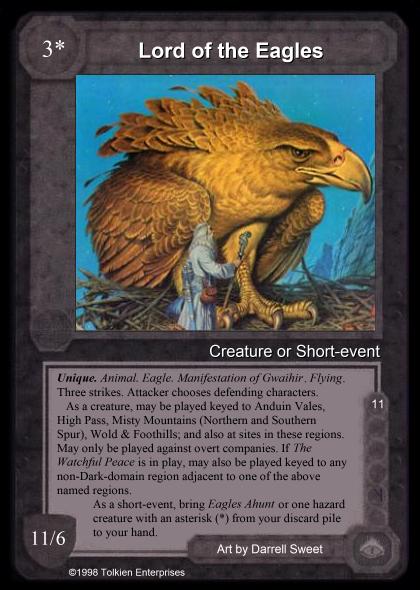 3*
Lord of the Eagles
Creature or Short-event
Unique. Animal. Eagle. Manifestation of Gwaihir. Flying.
Three strikes. Attacker chooses defending characters.
As a creature, may be played keyed to Anduin Vales,
High Pass, Misty Mountains (Northern and Southern
Spur), Wold & Foothills; and also at sites in these regions.
May only be played against overt companies. If The
Watchful Peace is in play, may also be played keyed to any
non-Dark-domain region adjacent to one of the above
named regions.
As a short-event, bring Eagles Ahunt or one hazard
creature with an asterisk (*) from your discard pile
to your hand.
11
11/6
Art by Darrell Sweet
©1998 Tolkien Enterprises